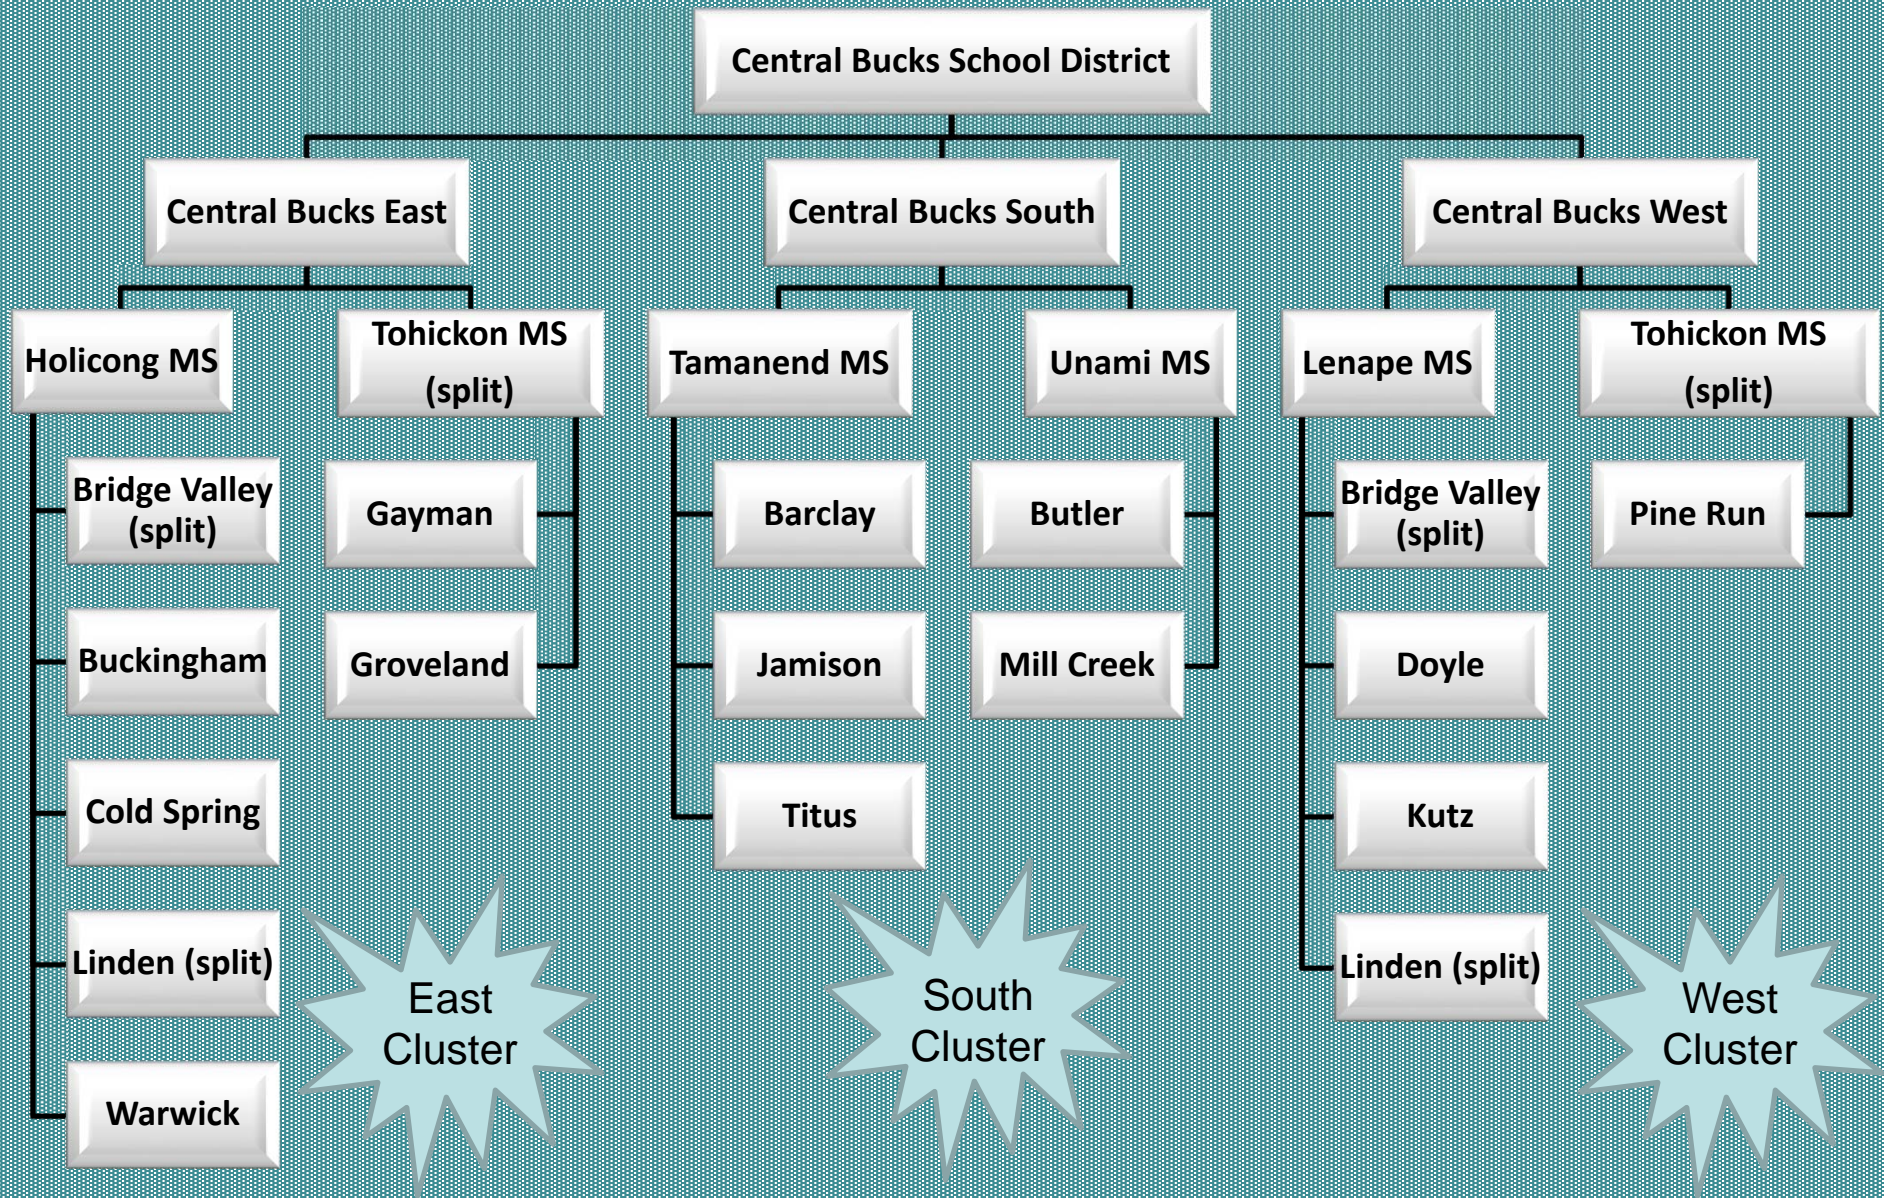 Central Bucks School District
Central Bucks East
Central Bucks South
Central Bucks West
Holicong MS
Tohickon MS
(split)
Tamanend MS
Unami MS
Lenape MS
Tohickon MS
(split)
Bridge Valley
(split)
Gayman
Barclay
Butler
Bridge Valley
(split)
Pine Run
Buckingham
Groveland
Jamison
Mill Creek
Doyle
Cold Spring
Titus
Kutz
Linden (split)
Linden (split)
East
Cluster
South
Cluster
West
Cluster
Warwick